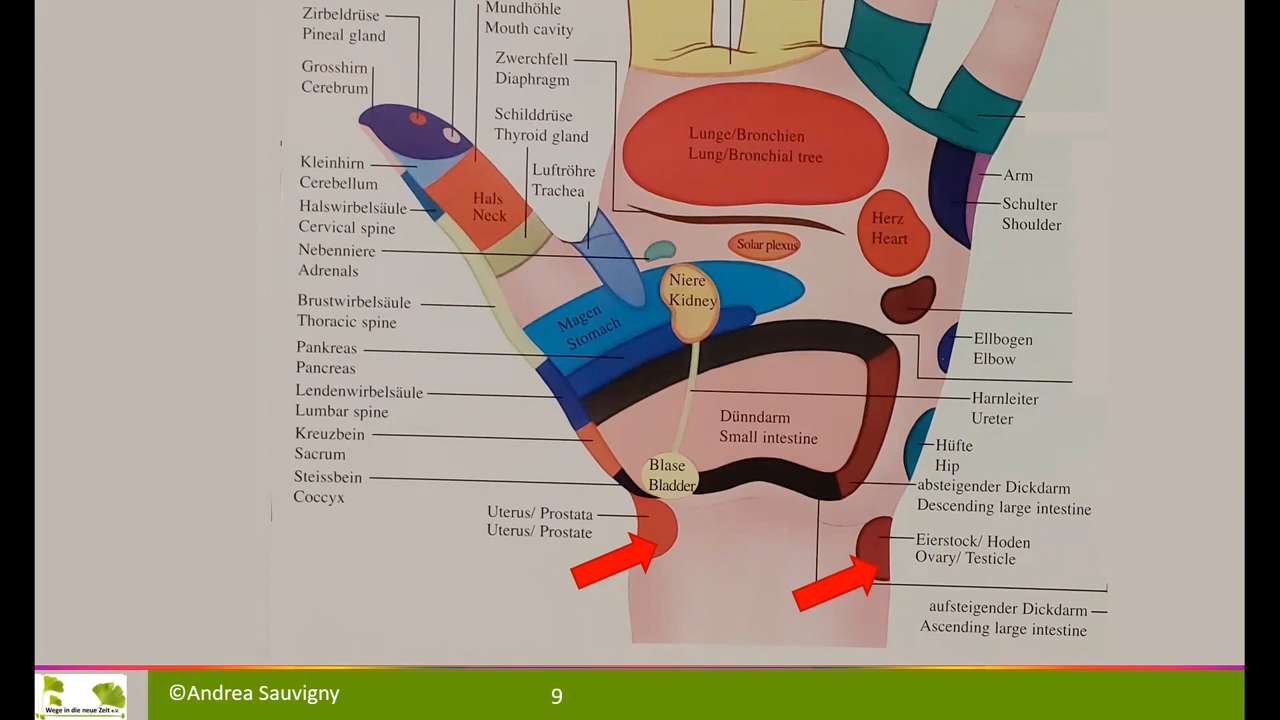 Zirbeldrüse
Pineal gland
Mundhöhle
Mouth cavity
Grosshirn
Cerebrum
Zwerchfell
Diaphragm
Schilddrüse
Thyroid gland
Luftröhre
Trachea
Kleinhirn
Cerebellum
Halswirbelsäule
Cervical spine
Nebenniere
Adrenals
Brustwirbelsäule
Thoracic spine
Pankreas
Pancreas
Lendenwirbelsäule
Lumbar spine
Kreuzbein
Sacrum
Steissbein
Coccyx
Uterus/ Prostata
Uterus/ Prostate
Hals
Neck
Lunge/Bronchien
Lung/Bronchial tree
Herz
Heart
Solar plexus
Niere
Kidney
Magen
Stomach
Dünndarm
Small intestine
Blase
Bladder
Arm
Schulter
Shoulder
Ellbogen
Elbow
Harnleiter
Ureter
Hüfte
Hip
absteigender Dickdarm
Descending large intestine
Eierstock/ Hoden
Ovary/ Testicle
aufsteigender Dickdarm
Ascending large intestine
Wege in die neue Zeit e.V.
©Andrea Sauvigny
9